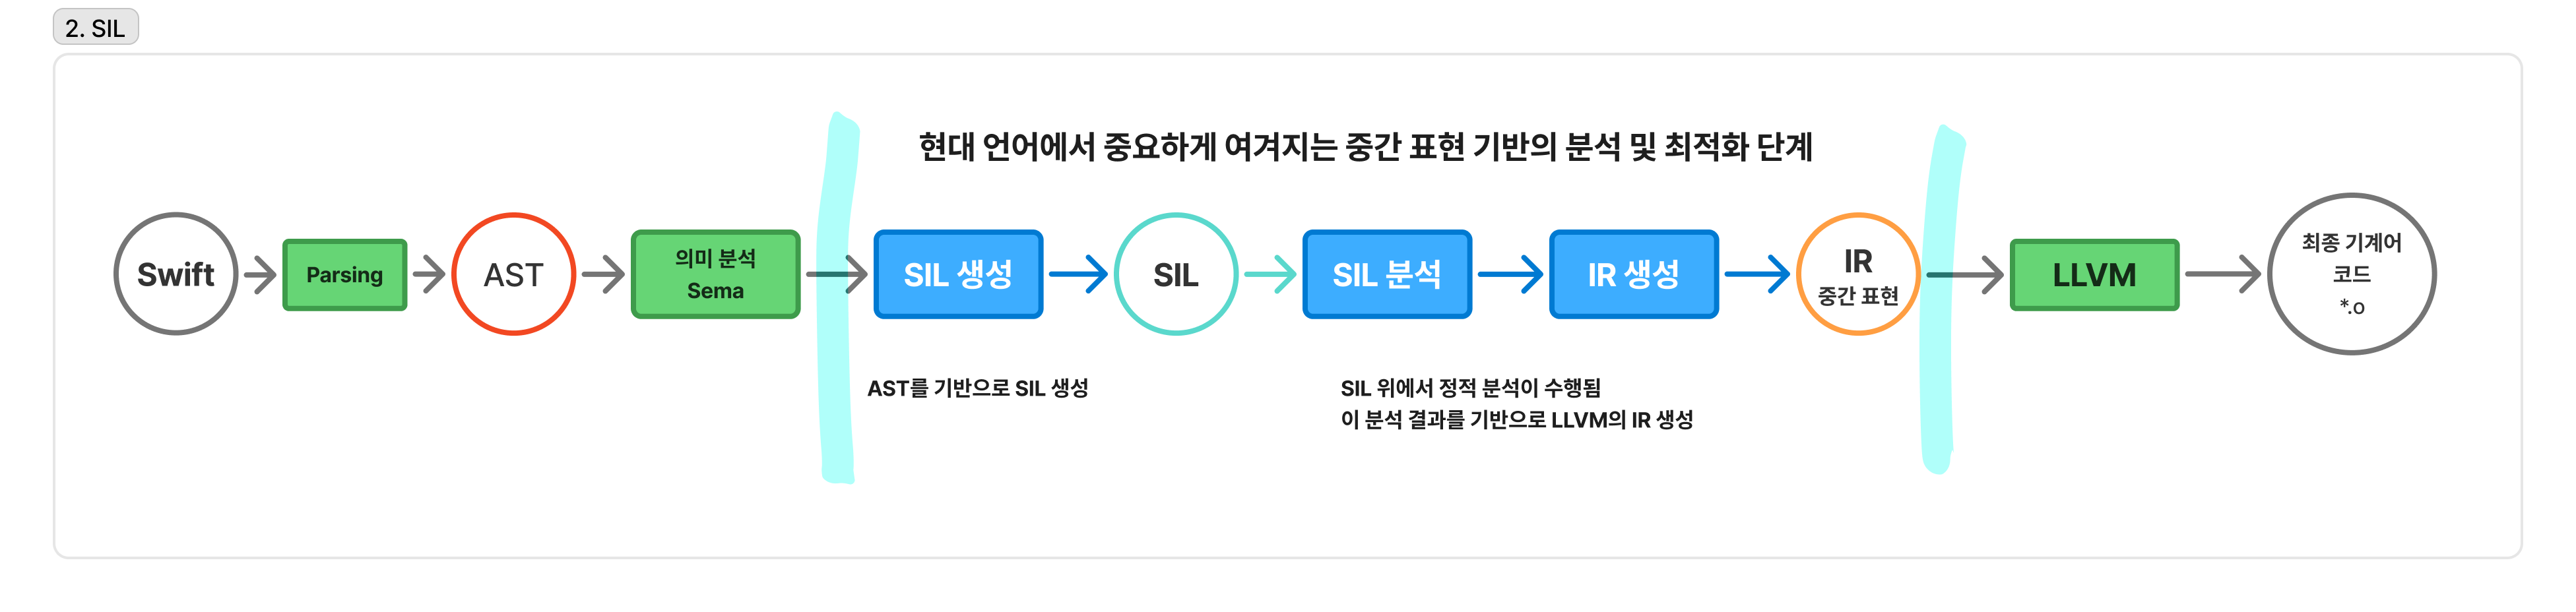 2. SIL
현대 언어에서 중요하게 여겨지는 중간 표현 기반의 분석 및 최적화 단계
Swift
Parsing
AST
의미 분석
Sema
SIL 생성
SIL
SIL 분석
IR 생성
IR
중간 표현
LLVM
최종 기계어
코드
*.o
AST를 기반으로 SIL 생성
SIL 위에서 정적 분석이 수행됨
이 분석 결과를 기반으로 LLVM의 IR 생성